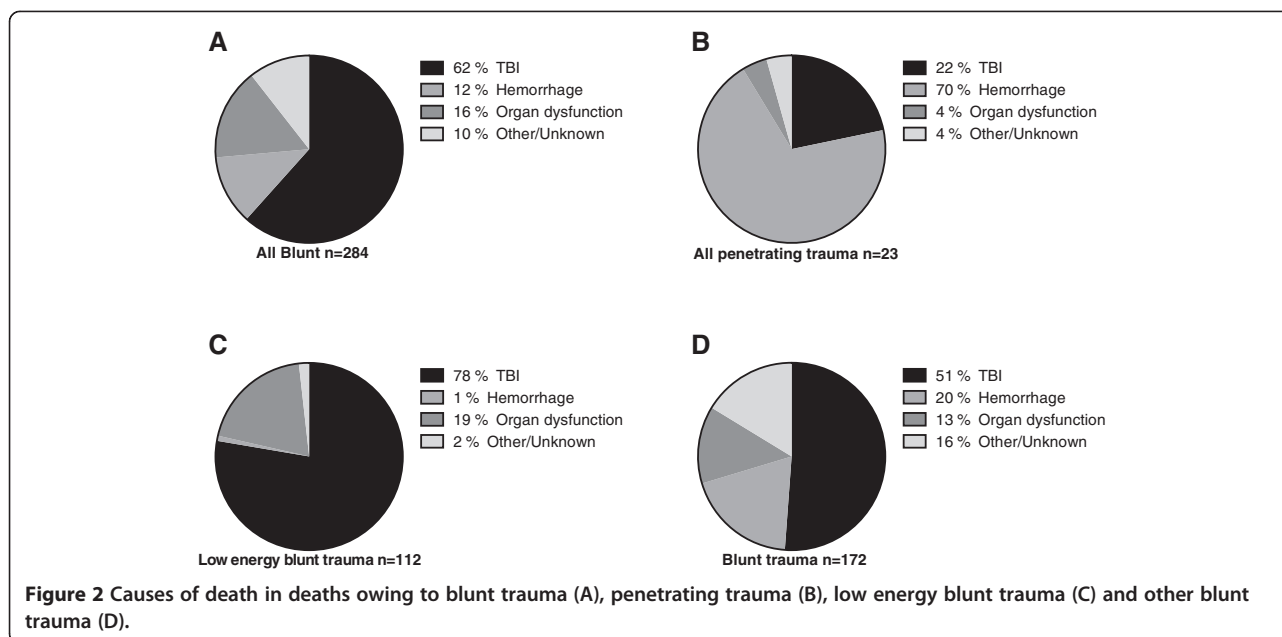 A
62 % TBI
12 % Hemorrhage
16 % Organ dysfunction
10 % Other/Unknown
All Blunt n=284
B
22 % TBI
70 % Hemorrhage
4 % Organ dysfunction
4 % Other/Unknown
All penetrating trauma n=23
C
78 % TBI
1 % Hemorrhage
19 % Organ dysfunction
2 % Other/Unknown
Low energy blunt trauma n=112
D
51 % TBI
20 % Hemorrhage
13 % Organ dysfunction
16 % Other/Unknown
Blunt trauma n=172
Figure 2 Causes of death in deaths owing to blunt trauma (A), penetrating trauma (B), low energy blunt trauma (C) and other blunt
trauma (D).